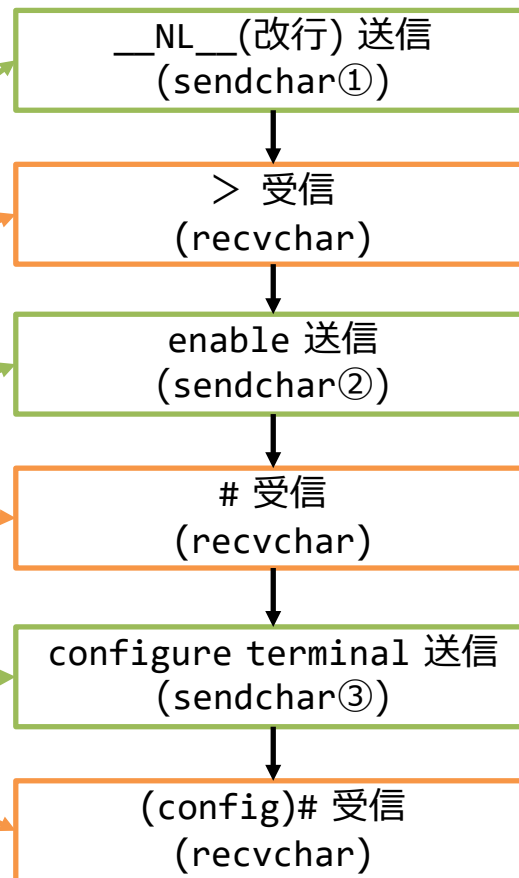 __NL__(改行) 送信
(sendchar①)
＞ 受信
(recvchar)
enable 送信
(sendchar②)
# 受信
(recvchar)
configure terminal 送信
(sendchar③)
(config)# 受信
(recvchar)